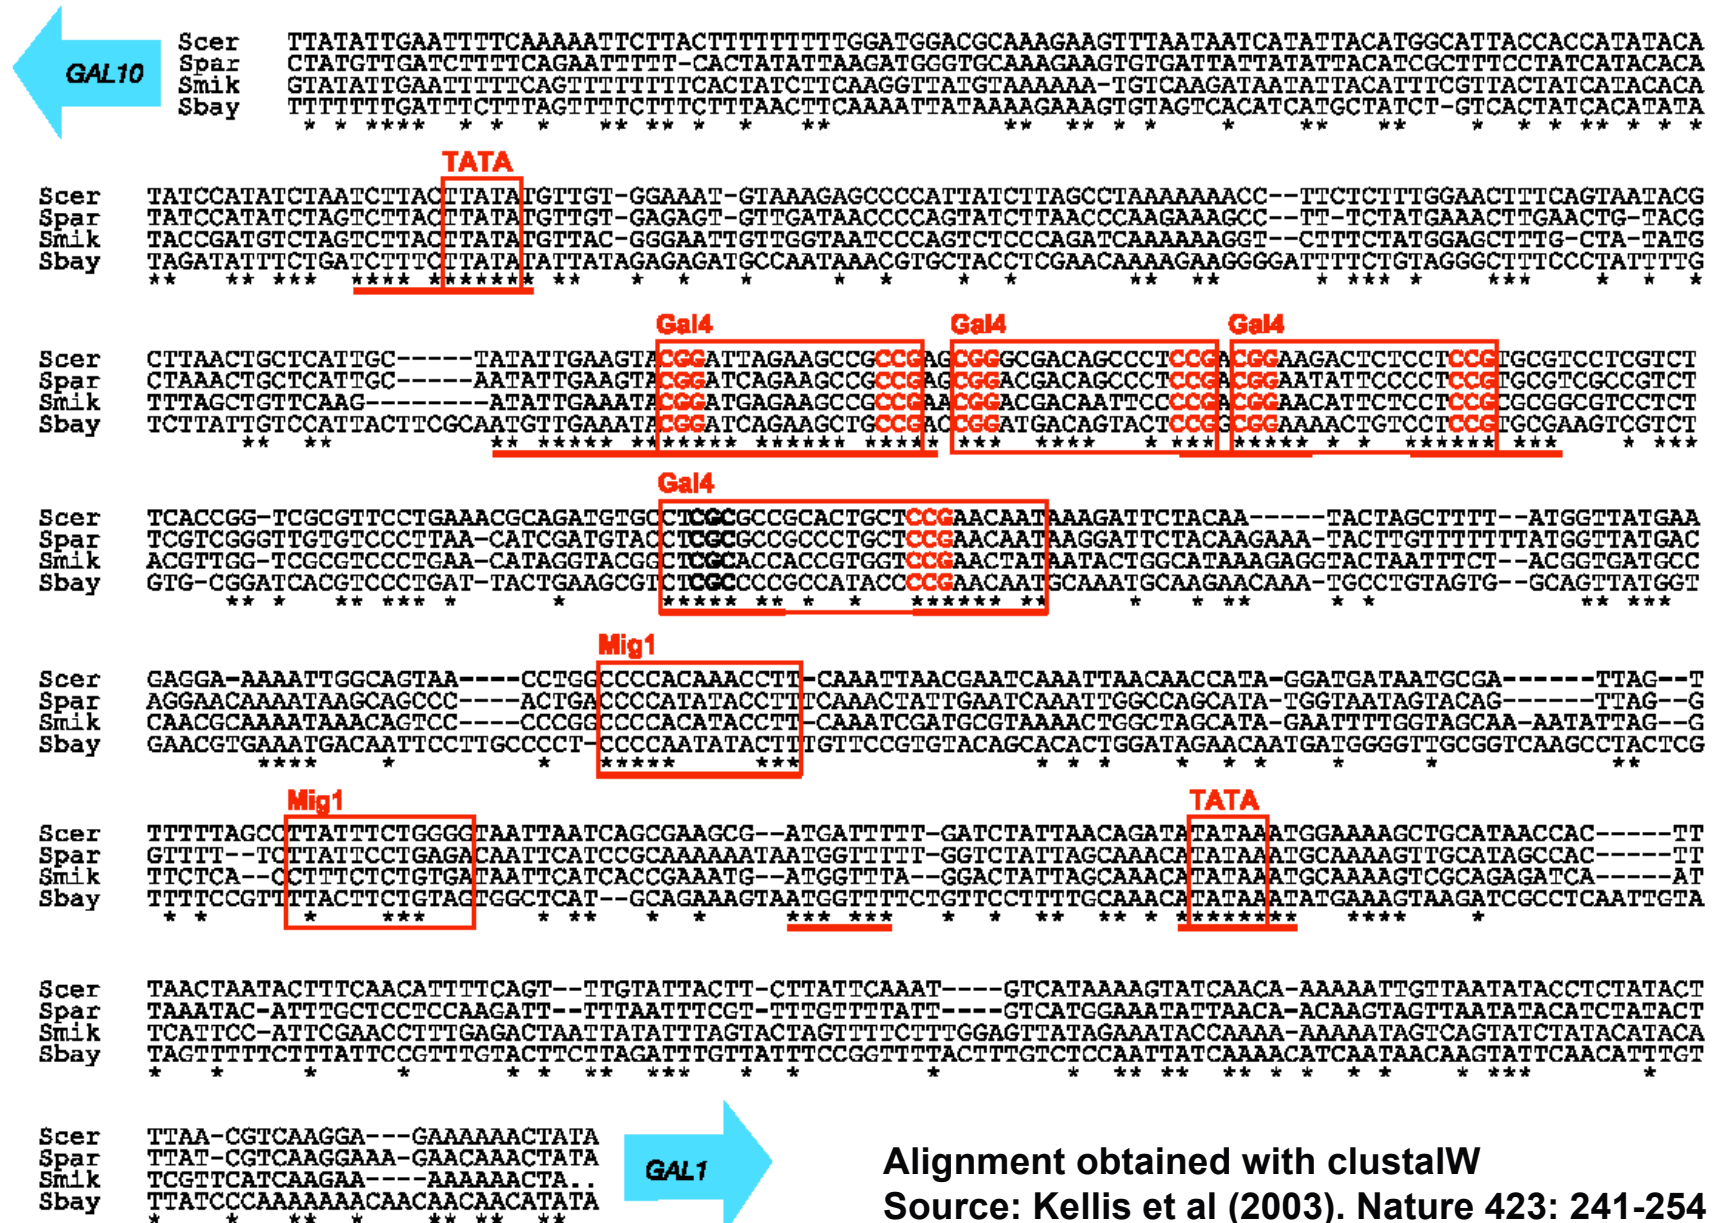 GAL10
Scer TTATATTGAATTTTCAAAAATTCTTACTTTTTTTTTGGATGGACGCAAAGAAGTTTAATAATCATATTACATGGCATTACCACCATATACA
Spar CTATGTTGATCTTTTCAGAATTTTT-CACTATATTAAGATGGGTGCAAAGAAGTGTGATTATTATATTACATCGCTTTCCTATCATACACA
Smik GTATATTGAATTTTTCAGTTTTTTTTCACTATCTTCAAGGTTATGTAAAAAA-TGTCAAGATAATATTACATTTCGTTACTATCATACACA
Sbay TTTTTTTGATTTCTTTAGTTTTCTTTCTTTAACTTCAAAATTATAAAAGAAAGTGTAGTCACATCATGCTATCT-GTCACTATCACATATA
TATA
Scer TATCCATATCTAATCTTACTTATATGTTGT-GGAAAT-GTAAAGAGCCCCATTATCTTAGCCTAAAAAAACC--TTCTCTTTGGAACTTTCAGTAATACG
Spar TATCCATATCTAGTCTTACTTATATGTTGT-GAGAGT-GTTGATAACCCCAGTATCTTAACCCAAGAAAGCC--TT-TCTATGAAACTTGAACTG-TACG
Smik TACCGATGTCTAGTCTTACTTATATGTTAC-GGGAATTGTTGGTAATCCCAGTCTCCCAGATCAAAAAAGGT--CTTTCTATGGAGCTTTG-CTA-TATG
Sbay TAGATATTTCTGATCTTTCTTATATATTATAGAGAGATGCCAATAAACGTGCTACCTCGAACAAAAGAAGGGGATTTTCTGTAGGGCTTTCCCTATTTTG
Gal4 Gal4 Gal4
Scer CTTAACTGCTCATTGC-----TATATTGAAGTACGGATTAGAAGCCGCCGAGCGGGCGACAGCCCTCCGACGGAAGACTCTCCTCCGTGCGTCCTCGTCT
Spar CTAAACTGCTCATTGC------AATATTGAAGTACGGATCAGAAGCCGCCGAGCGGACGACAGCCCTCCGACGGAATATTCCCCTCCGTGCGTCGCCGTCT
Smik TTTAGCTGTTCAAG--------ATATTGAAATACGGATGAGAAGCCGCCGAACGGACGACAATTCCCCCGACGGAACATTCTCCTCCGCGCGGCGTCCTCT
Sbay TCTTATTGTCCATTACTTCGCAATGTTGAAATACGGATCAGAAGCTGCCGACCGGATGACAGTACTCCGGCGGAAAACTGTCCTCCGTGCGAAGTCGTCT
Gal4
Scer TCACCGG-TCGCGTTCCTGAAACGCAGATGTGCCTCGCGCCGCACTGCTCCGAACAATAAAGATTCTACAA-----TACTAGCTTTT--ATGGTTATGAA
Spar TCGTCGGGTTGTGTCCCTTAA-CATCGATGTACCTCGCGCCGCCCTGCTCCGAACAATAAGGATTCTACAAGAAA-TACTTGTTTTTTTATGGTTATGAC
Smik ACGTTGG-TCGCGTCCCTGAA-CATAGGTACGGCTCGCACCACCGTGGTCCGAACTATAATACTGGCATAAAGAGGTACTAATTTCT--ACGGTGATGCC
Sbay GTG-CGGATCACGTCCCTGAT-TACTGAAGCGTCTCGCCCCGCCATACCCCGAACAATGCAAATGCAAGAACAAA-TGCCTGTAGTG--GCAGTTATGGT
Mig1
Scer GAGGA-AAAATTGGCAGTAA----CCTGGCCCCACAAACCTT-CAAATTAACGAATCAAATTAACAACCATA-GGATGATAATGCGA------TTAG--T
Spar AGGAACAAAATAAGCAGCCC----ACTGACCCCATATACCTTTCAAACTATTGAATCAAATTGGCCAGCATA-TGGTAATAGTACAG------TTAG--G
Smik CAACGCAAAATAAACAGTCC----CCCGGCCCCACATACCTT-CAAATCGATGCGTAAAACTGGCTAGCATA-GAATTTTGGTAGCAA-AATATTAG--G
Sbay GAACGTGAAATGACAATTCCTTGCCCCT-CCCCAATATACTTTGTTCCGTGTACAGCACACTGGATAGAACAATGATGGGGTTGCGGTCAAGCCTACTCG
Mig1 TATA
Scer TTTTTAGCCTTATTTCTGGGGTAATTAATCAGCGAAGCG--ATGATTTTT-GATCTATTAACAGATATATAAATGGAAAAGCTGCATAACCAC-----TT
Spar GTTTT--TCTTATTCCTGAGACAATTCATCCGCAAAAAATAATGGTTTTT-GGTCTATTAGCAAACATATAAATGCAAAAGTTGCATAGCCAC-----TT
Smik TTCTCA--CCTTTCTCTGTGATAATTCATCACCGAAATG--ATGGTTTA--GGACTATTAGCAAACATATAAATGCAAAAGTCGCAGAGATCA-----AT
Sbay TTTTCCGTTTTACTTCTGTAGTGGCTCAT--GCAGAAAGTAATGGTTTTCTGTTCCTTTTGCAAACATATAAATATGAAAGTAAGATCGCCTCAATTGTA
Scer TAACTAATACTTTCAACATTTTCAGT--TTGTATTACTT-CTTATTCAAAT----GTCATAAAAGTATCAACA-AAAAATTGTTAATATACCTCTATACT
Spar TAAATAC-ATTTGCTCCTCCAAGATT--TTTAATTTCGT-TTTGTTTTATT----GTCATGGAAATATTAACA-ACAAGTAGTTAATATACATCTATACT
Smik TCATTCC-ATTCGAACCTTTGAGACTAATTATATTTAGTACTAGTTTTCTTTGGAGTTATAGAAATACCAAAA-AAAAATAGTCAGTATCTATACATACA
Sbay TAGTTTTTCTTTATTCCGTTTGTACTTCTTAGATTTGTTATTTCCGGTTTTACTTTGTCTCCAATTATCAAAACATCAATAACAAGTATTCAACATTTGT
Scer TTAA-CGTCAAGGA---GAAAAAACTATA
Spar TTAT-CGTCAAGGAAA-GAACAAACTATA
Smik TCGTTCATCAAGAA----AAAAAACTA..
Sbay TTATCCCAAAAAAACAACAACAACATATA
GAL1
Alignment obtained with clustalW
Source: Kellis et al (2003). Nature 423: 241-254